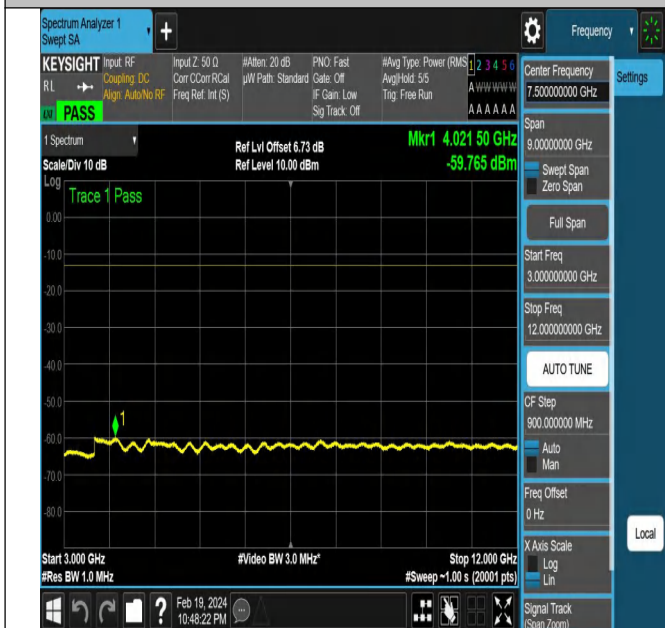 Spectrum Analyzer 1
Swept SA
+
Frequency
KEYSIGHT
RL
PASS
Input: RF
Coupling: DC
Align: Auto/No RF
Input Z: 50 Ω
Corr CCorr RCal
Freq Ref: Int (S)
#Atten: 20 dB
µW Path: Standard
PNO: Fast
Gate: Off
IF Gain: Low
Sig Track: Off
#Avg Type: Power (RMS
Avg|Hold: 5/5
Trig: Free Run
1 2 3 4 5 6
A W W W W W
A A A A A A
1 Spectrum
Scale/Div 10 dB
Ref Lvl Offset 6.73 dB
Ref Level 10.00 dBm
Mkr1 4.021 50 GHz
-59.765 dBm
Log
Trace 1 Pass
0.00
-10.0
-20.0
-30.0
-40.0
-50.0
-60.0
-70.0
-80.0
1
Start 3.000 GHz
#Res BW 1.0 MHz
#Video BW 3.0 MHz*
Stop 12.000 GHz
#Sweep ~1.00 s (20001 pts)
Feb 19, 2024
10:48:22 PM
Center Frequency
7.500000000 GHz
Settings
Span
9.00000000 GHz
Swept Span
Zero Span
Full Span
Start Freq
3.000000000 GHz
Stop Freq
12.000000000 GHz
AUTO TUNE
CF Step
900.000000 MHz
Auto
Man
Freq Offset
0 Hz
Local
X Axis Scale
Log
Lin
Signal Track
(Span Zoom)